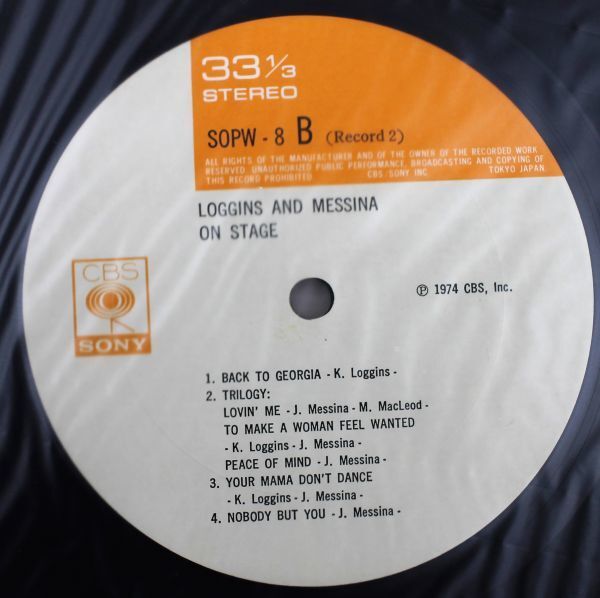 33 1/3
STEREO
SOPW - 8 B (Record 2)
ALL RIGHTS OF THE MANUFACTURER AND OF THE OWNER OF THE RECORDED WORK
RESERVED. UNAUTHORIZED PUBLIC PERFORMANCE, BROADCASTING AND COPYING OF
THIS RECORD PROHIBITED. CBS/SONY INC. TOKYO JAPAN.
LOGGINS AND MESSINA
ON STAGE
CBS
SONY
℗ 1974 CBS, Inc.
1. BACK TO GEORGIA - K. Loggins -
2. TRILOGY:
LOVIN' ME - J. Messina - M. MacLeod -
TO MAKE A WOMAN FEEL WANTED
- K. Loggins - J. Messina -
PEACE OF MIND - J. Messina -
3. YOUR MAMA DON'T DANCE
- K. Loggins - J. Messina -
4. NOBODY BUT YOU - J. Messina -